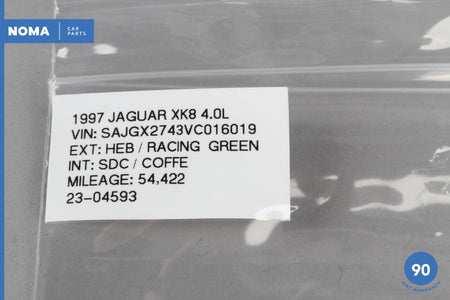 NOMA CAR
PARTS
1997 JAGUAR XK8 4.0L
VIN: SAJGX2743VC016019
EXT: HEB / RACING GREEN
INT: SDC / COFFE
MILEAGE: 54,422
23-04593
90
DAY WARRANTY